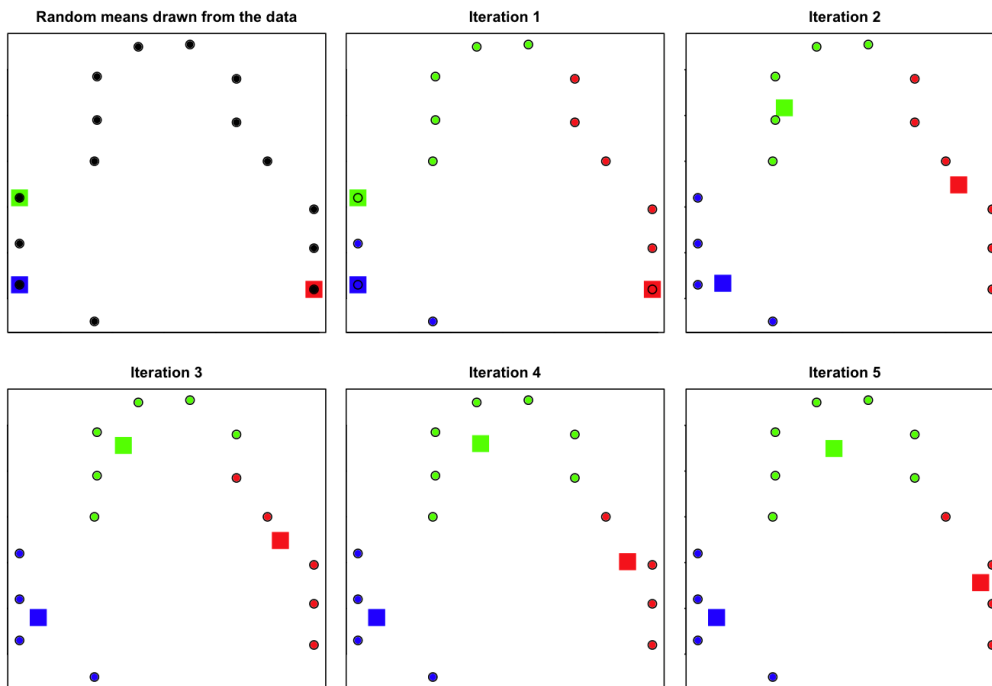 Random means drawn from the data
Iteration 1
Iteration 2
Iteration 3
Iteration 4
Iteration 5